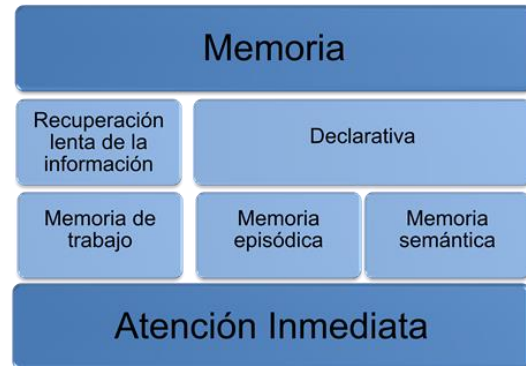 Memoria
Recuperación
lenta de la
información
Declarativa
Memoria de
trabajo
Memoria
episódica
Memoria
semántica
Atención Inmediata